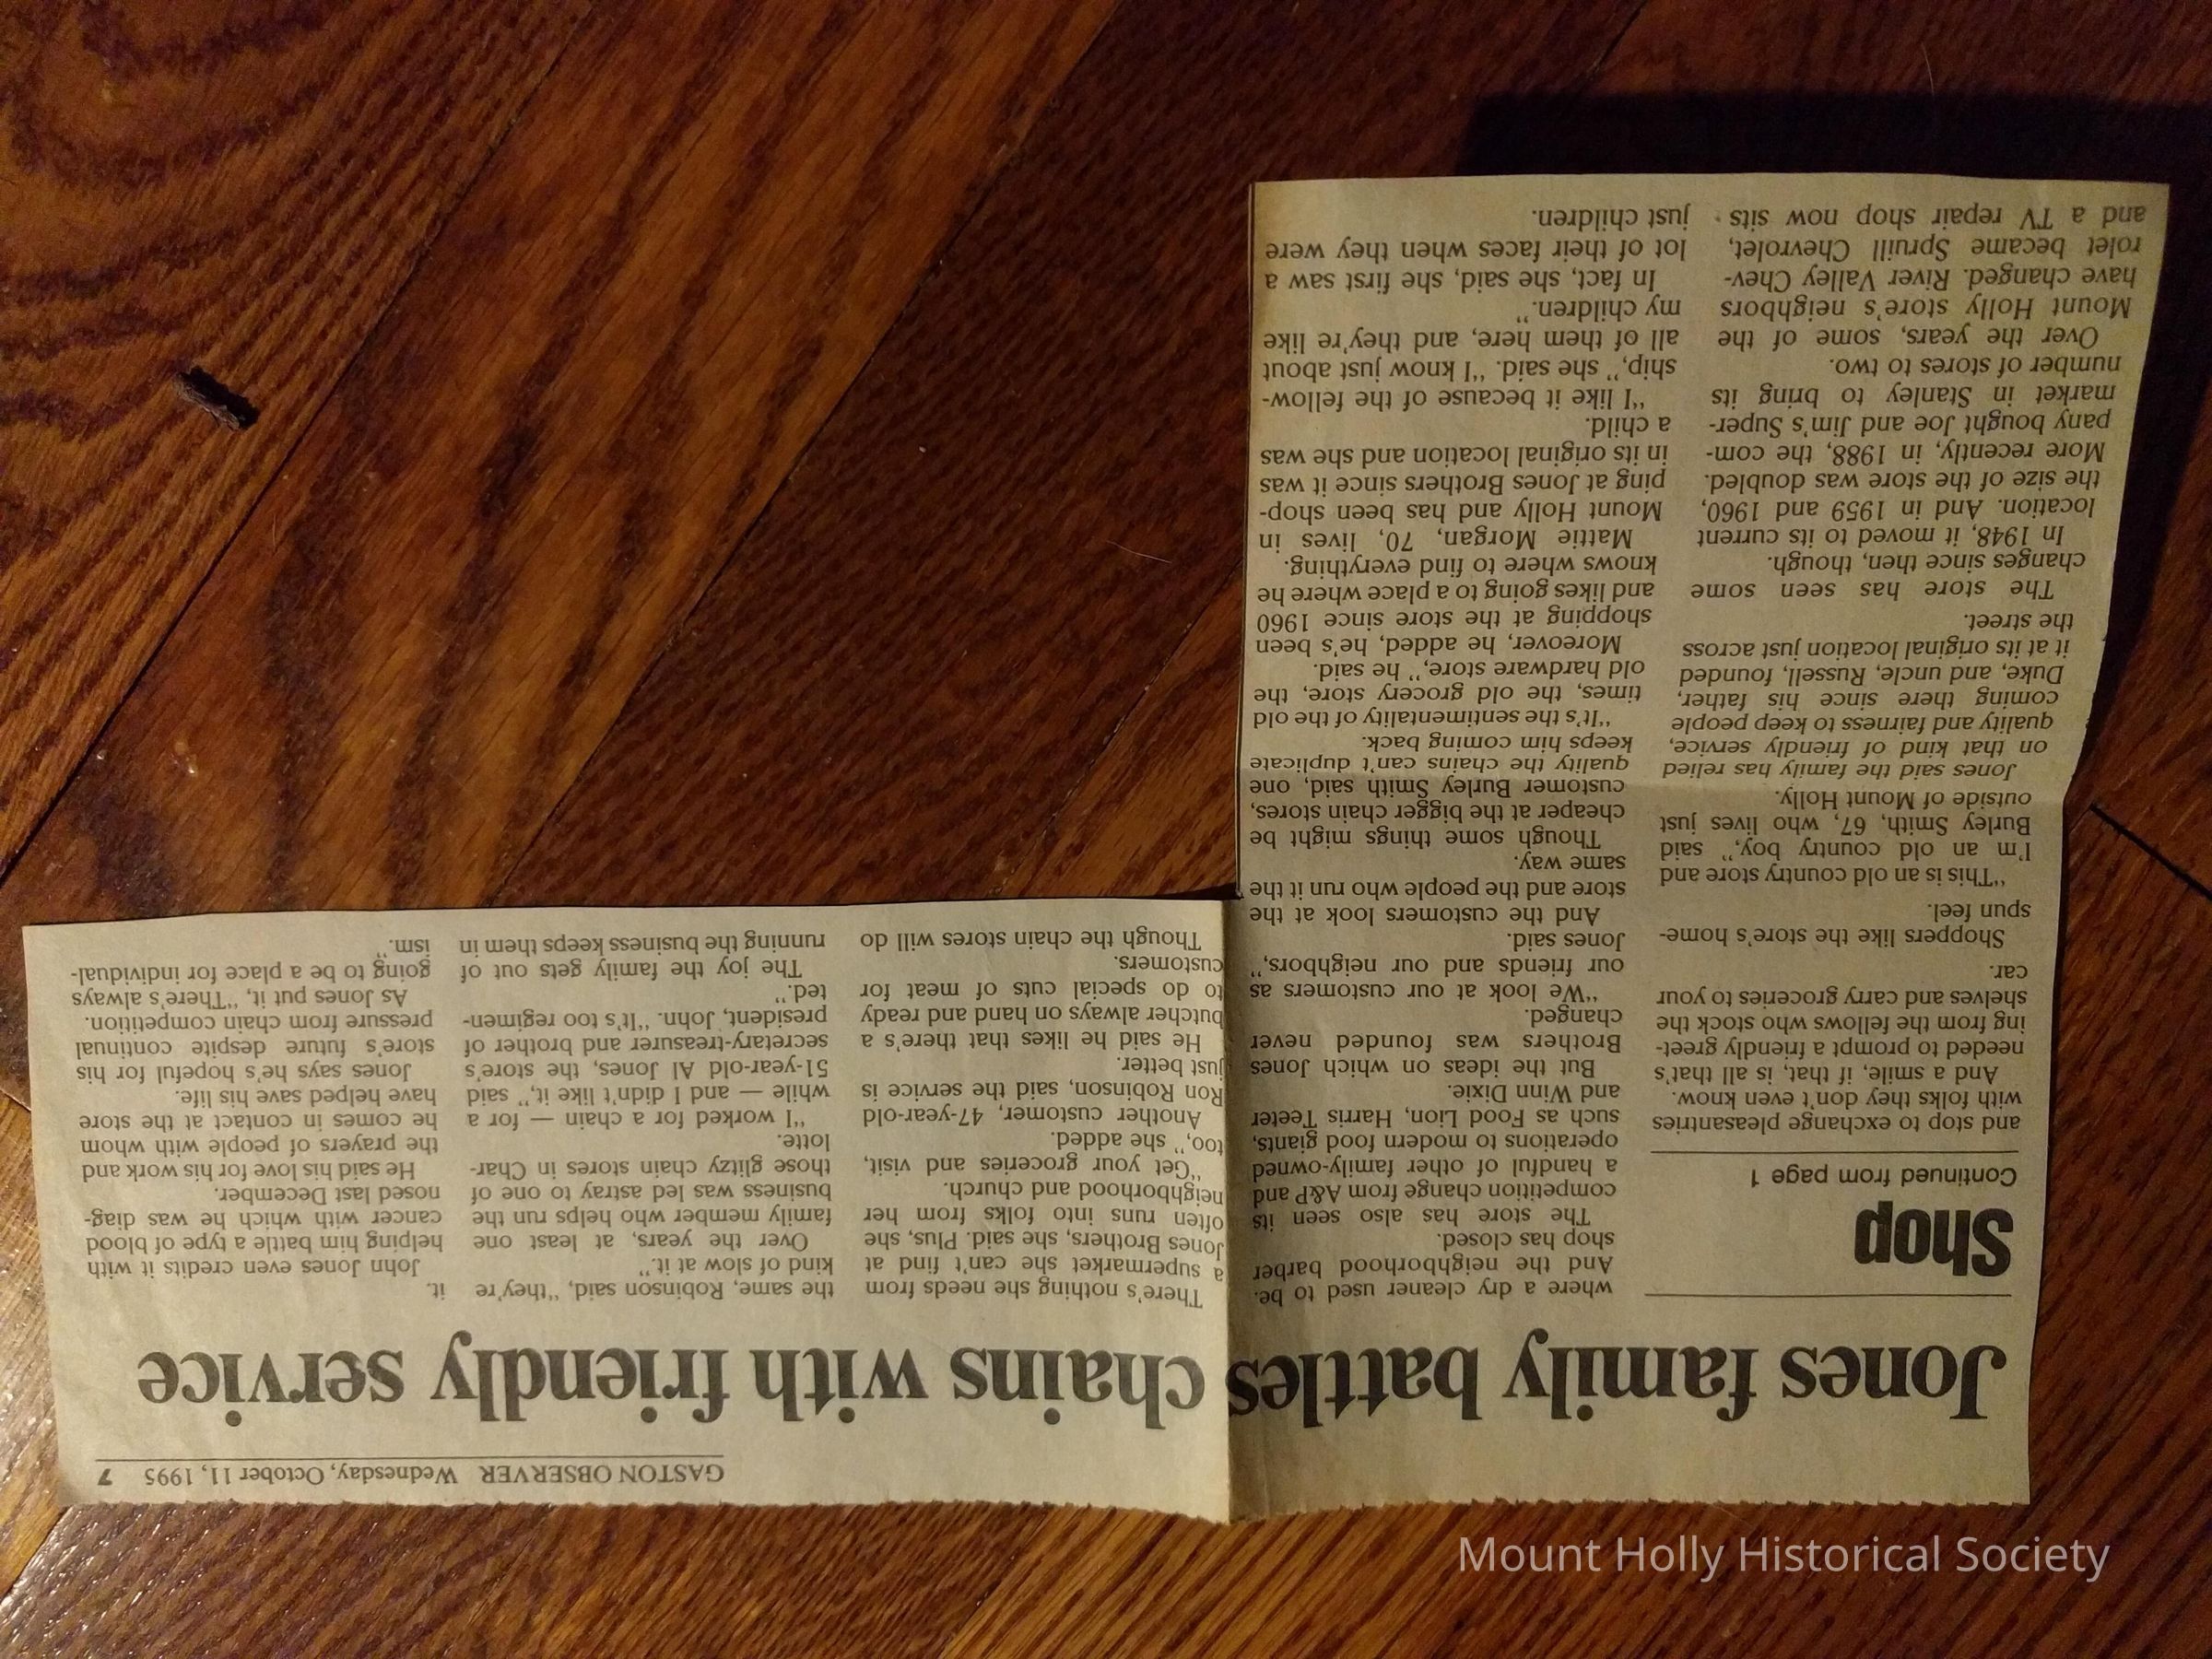 GASTON OBSERVER Wednesday, October 11, 1995 7
Jones family battles chains with friendly service
Shop
Continued from page 1
and stop to exchange pleasantries
with folks they don't even know.
And a smile, if that, is all that's
needed to prompt a friendly greet-
ing from the fellows who stock the
shelves and carry groceries to your
car.
Shoppers like the store's home-
spun feel.
"This is an old country store and
I'm an old country boy," said
Burley Smith, 67, who lives just
outside of Mount Holly.
Jones said the family has relied
on that kind of friendly service,
quality and fairness to keep people
coming there since his father,
Duke, and uncle, Russell, founded
it at its original location just across
the street.
The store has seen some
changes since then, though.
In 1948, it moved to its current
location. And in 1959 and 1960,
the size of the store was doubled.
More recently, in 1988, the com-
pany bought Joe and Jim's Super-
market in Stanley to bring its
number of stores to two.
Over the years, some of the
Mount Holly store's neighbors
have changed. River Valley Chev-
rolet became Spruill Chevrolet,
and a TV repair shop now sits
where a dry cleaner used to be.
And the neighborhood barber
shop has closed.
The store has also seen its
competition change from A&P and
a handful of other family-owned
operations to modern food giants,
such as Food Lion, Harris Teeter
and Winn Dixie.
But the ideas on which Jones
Brothers was founded never
changed.
"We look at our customers as
our friends and our neighbors,"
Jones said.
And the customers look at the
store and the people who run it the
same way.
Though some things might be
cheaper at the bigger chain stores,
customer Burley Smith said, one
quality the chains can't duplicate
keeps him coming back.
"It's the sentimentality of the old
times, the old grocery store, the
old hardware store," he said.
Moreover, he added, he's been
shopping at the store since 1960
and likes going to a place where he
knows where to find everything.
Mattie Morgan, 70, lives in
Mount Holly and has been shop-
ping at Jones Brothers since it was
in its original location and she was
a child.
"I like it because of the fellow-
ship," she said. "I know just about
all of them here, and they're like
my children."
In fact, she said, she first saw a
lot of their faces when they were
just children.
There's nothing she needs from
a supermarket she can't find at
Jones Brothers, she said. Plus, she
often runs into folks from her
neighborhood and church.
"Get your groceries and visit,
too," she added.
Another customer, 47-year-old
Ron Robinson, said the service is
just better.
He said he likes that there's a
butcher always on hand and ready
to do special cuts of meat for
customers.
Though the chain stores will do
the same, Robinson said, "they're
kind of slow at it."
Over the years, at least one
family member who helps run the
business was led astray to one of
those glitzy chain stores in Char-
lotte.
"I worked for a chain — for a
while — and I didn't like it," said
51-year-old Al Jones, the store's
secretary-treasurer and brother of
president, John. "It's too regimen-
ted."
The joy the family gets out of
running the business keeps them in
it.
John Jones even credits it with
helping him battle a type of blood
cancer with which he was diag-
nosed last December.
He said his love for his work and
the prayers of people with whom
he comes in contact at the store
have helped save his life.
Jones says he's hopeful for his
store's future despite continual
pressure from chain competition.
As Jones put it, "There's always
going to be a place for individual-
ism."
Mount Holly Historical Society